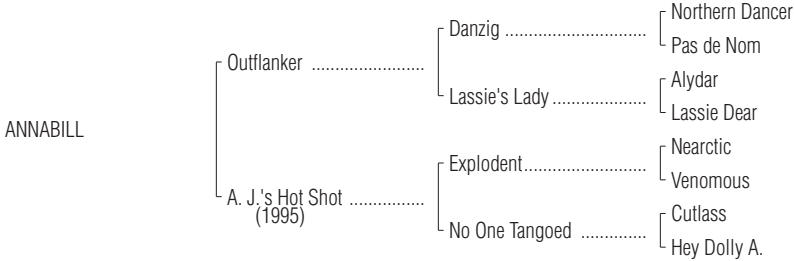 Northern Dancer
Danzig ..............................
Pas de Nom
Outflanker ........................
Alydar
Lassie's Lady ....................
Lassie Dear
ANNABILL
Nearctic
Explodent..........................
Venomous
A. J.'s Hot Shot ................
(1995)
Cutlass
No One Tangoed ..............
Hey Dolly A.